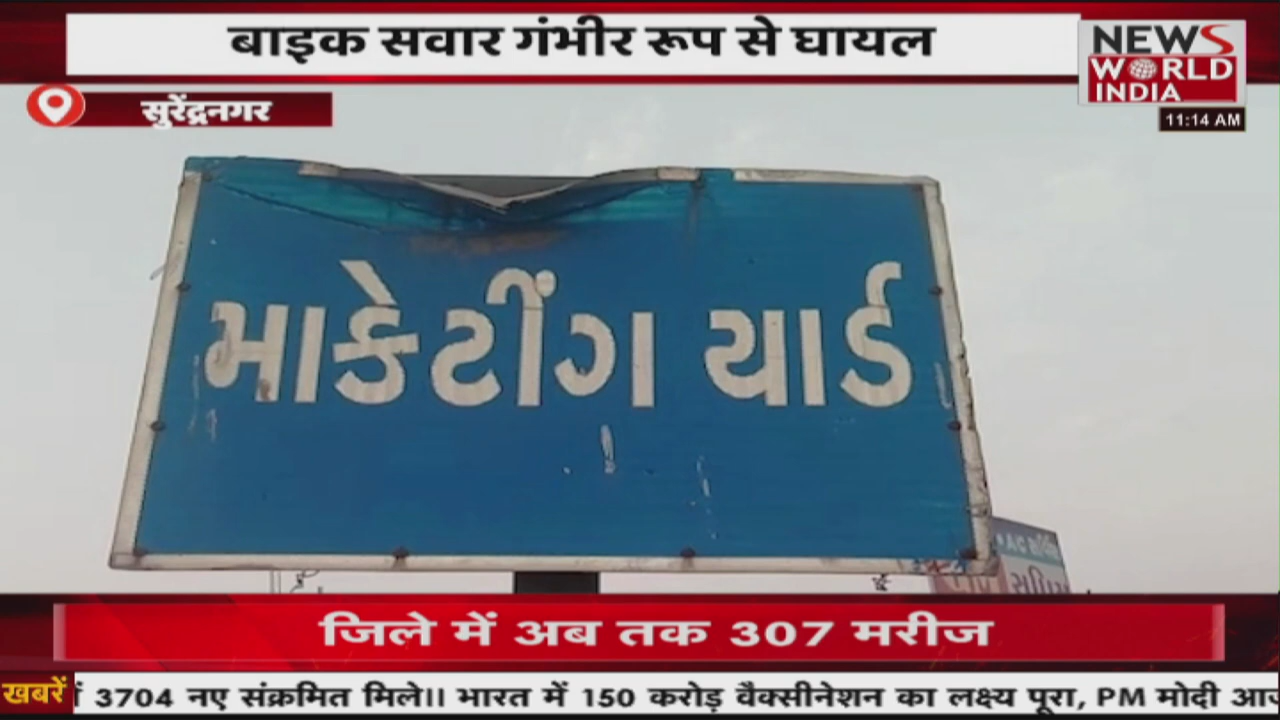 बाइक सवार गंभीर रूप से घायल
NEWS
WORLD
INDIA
11:14 AM
सुरेंद्रनगर
માર્કેટીંગ યાર્ડ
जिले में अब तक 307 मरीज
खबरें 3704 नए संक्रमित मिले।। भारत में 150 करोड़ वैक्सीनेशन का लक्ष्य पूरा, PM मोदी